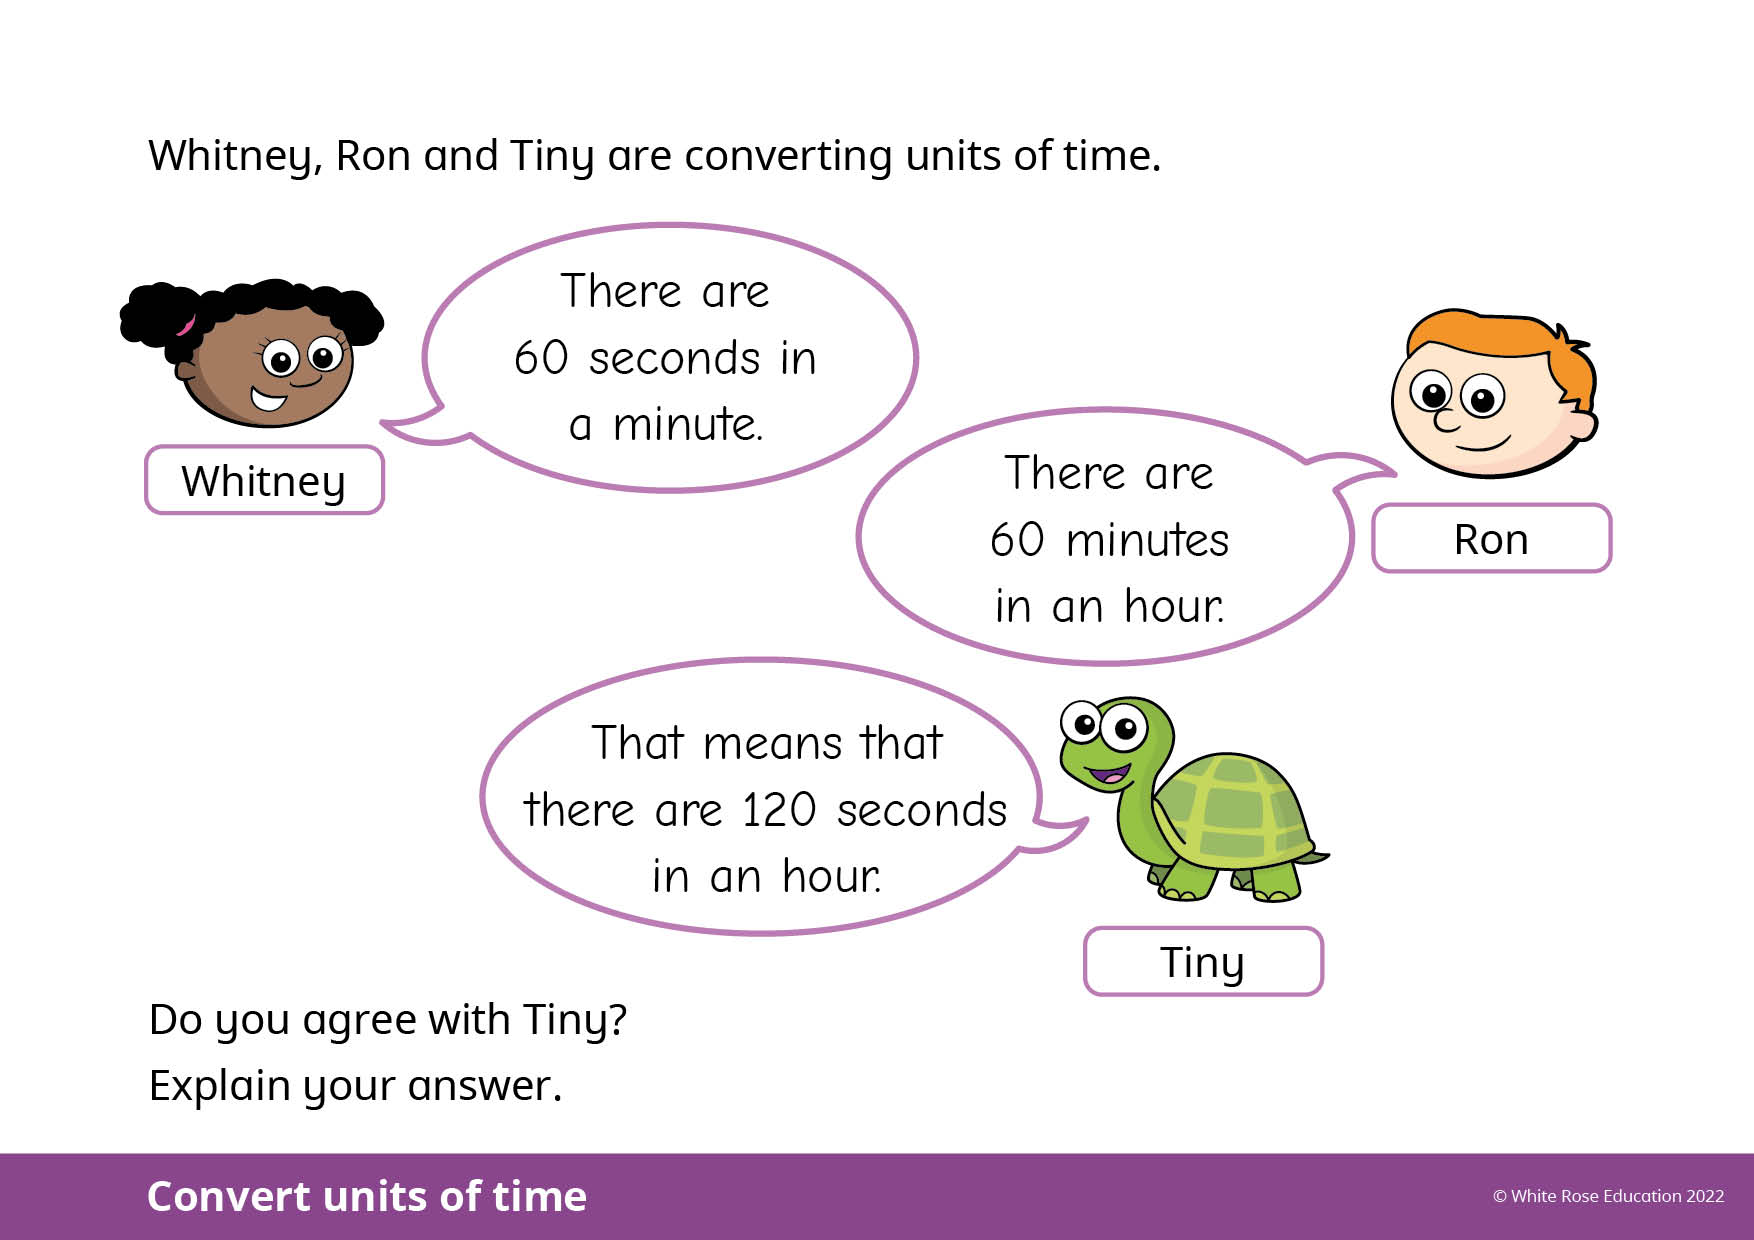 Whitney, Ron and Tiny are converting units of time.
There are
60 seconds in
a minute.
Whitney
There are
60 minutes
in an hour.
Ron
That means that
there are 120 seconds
in an hour.
Tiny
Do you agree with Tiny?
Explain your answer.
Convert units of time
© White Rose Education 2022